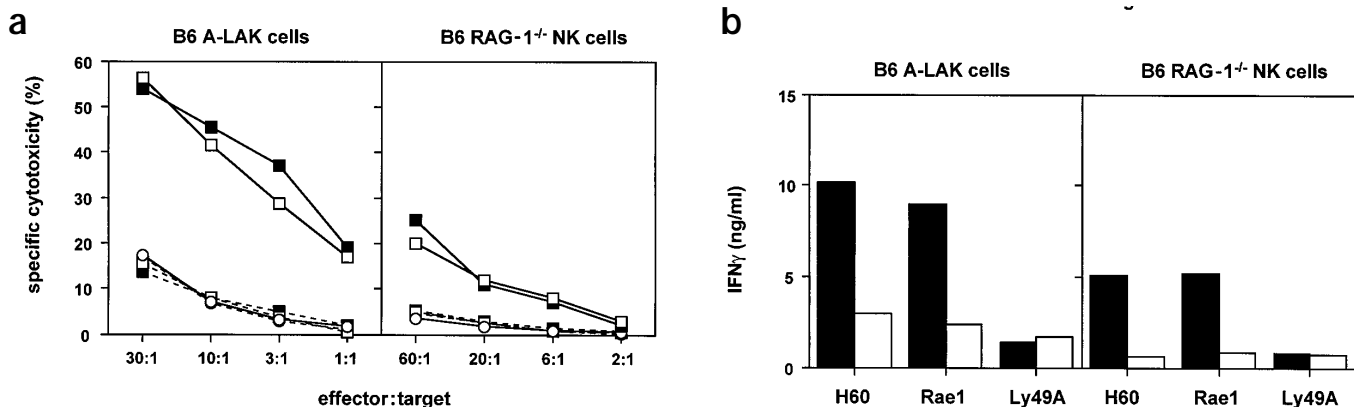 a
B6 A-LAK cells
B6 RAG-1-/- NK cells
specific cytotoxicity (%)
60
50
40
30
20
10
0
30:1
10:1
3:1
1:1
60:1
20:1
6:1
2:1
effector:target
b
B6 A-LAK cells
B6 RAG-1-/- NK cells
IFNγ (ng/ml)
15
10
5
0
H60
Rae1
Ly49A
H60
Rae1
Ly49A